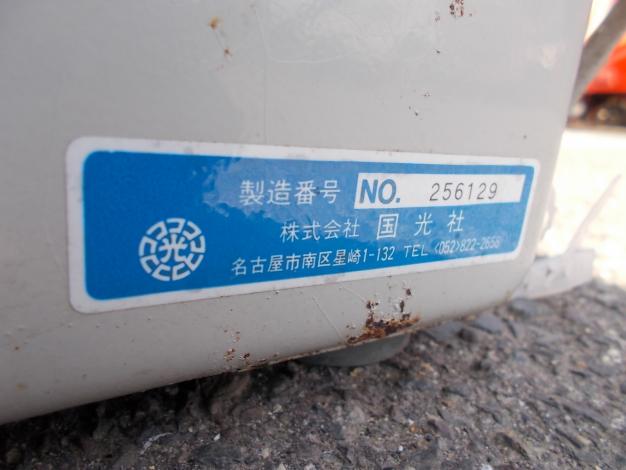 製造番号 NO. 256129
株式会社 国光社
名古屋市南区星崎1-132 TEL (052)822-2658
光